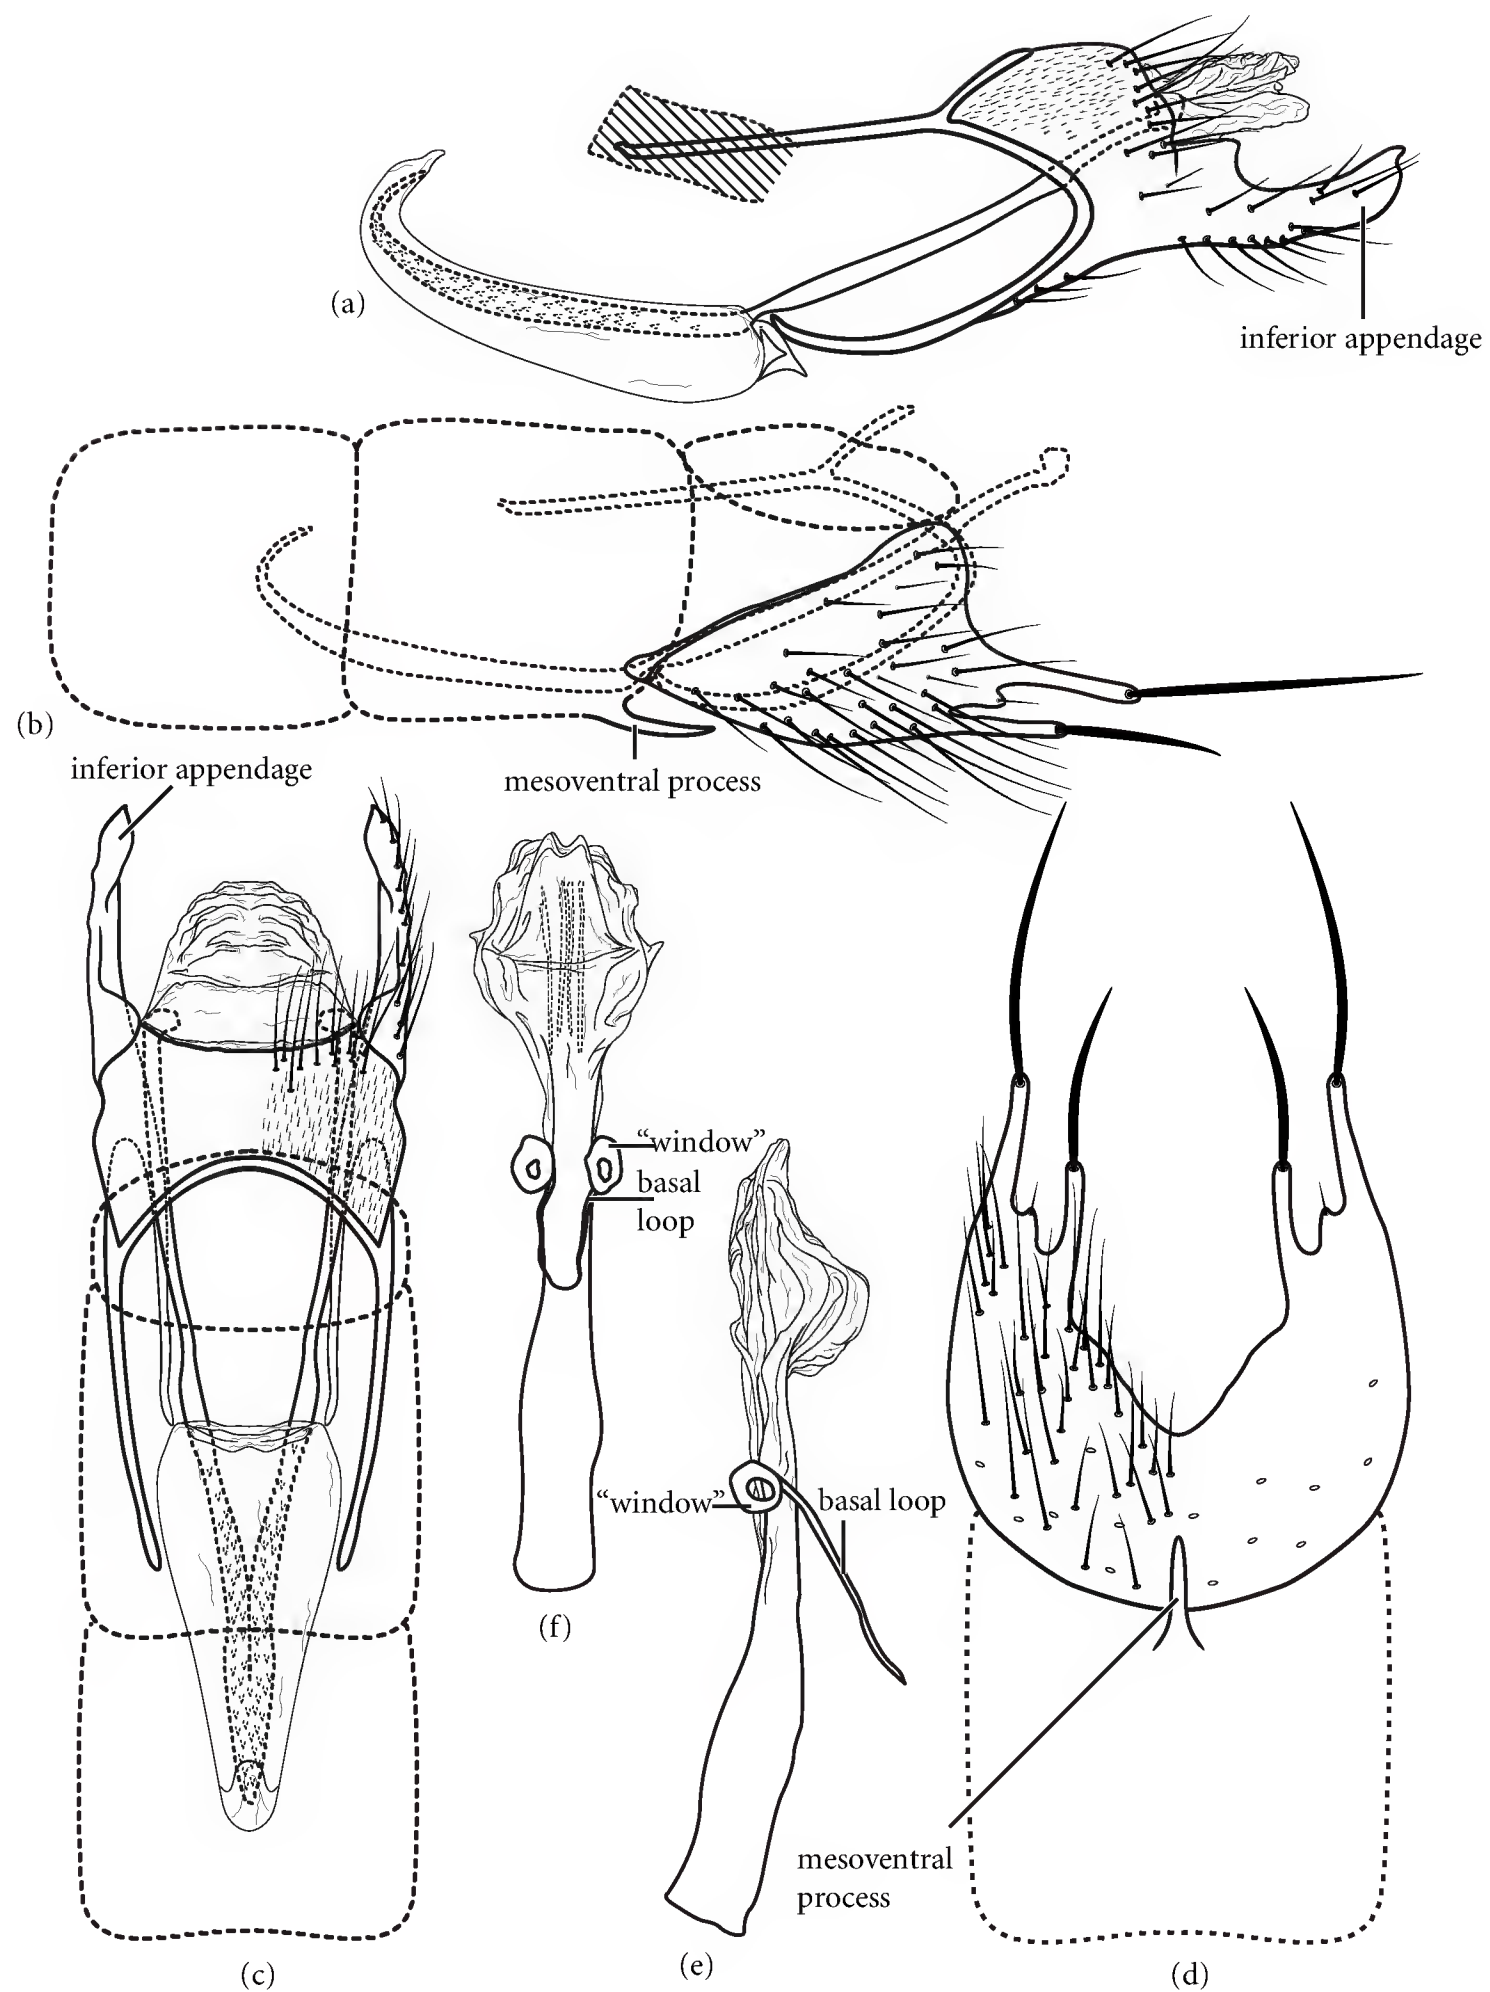 (a)
inferior appendage
(b)
mesoventral process
inferior appendage
“window”
basal
loop
“window”
basal loop
(f)
mesoventral
process
(c)
(e)
(d)